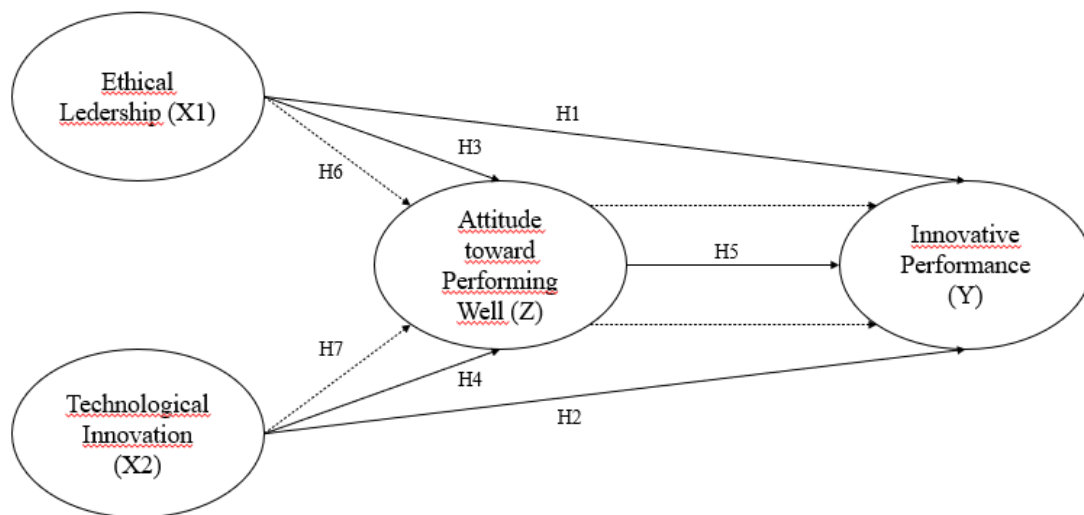 Ethical
Ledership (X1)
H1
H3
H6
Attitude
toward
Performing
Well (Z)
H5
Innovative
Performance
(Y)
H7
H4
H2
Technological
Innovation
(X2)